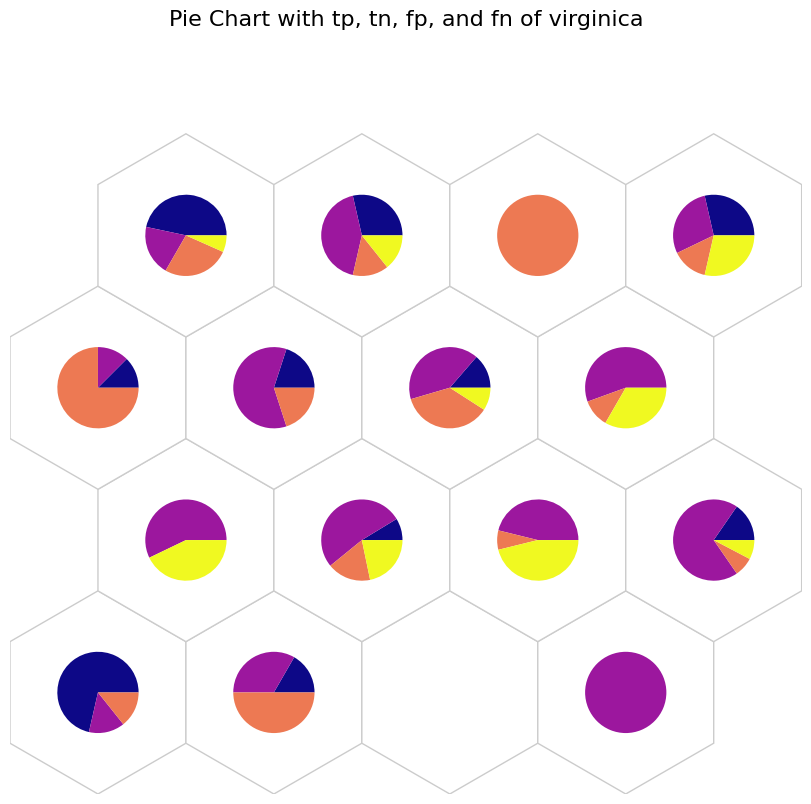 Pie Chart with tp, tn, fp, and fn of virginica